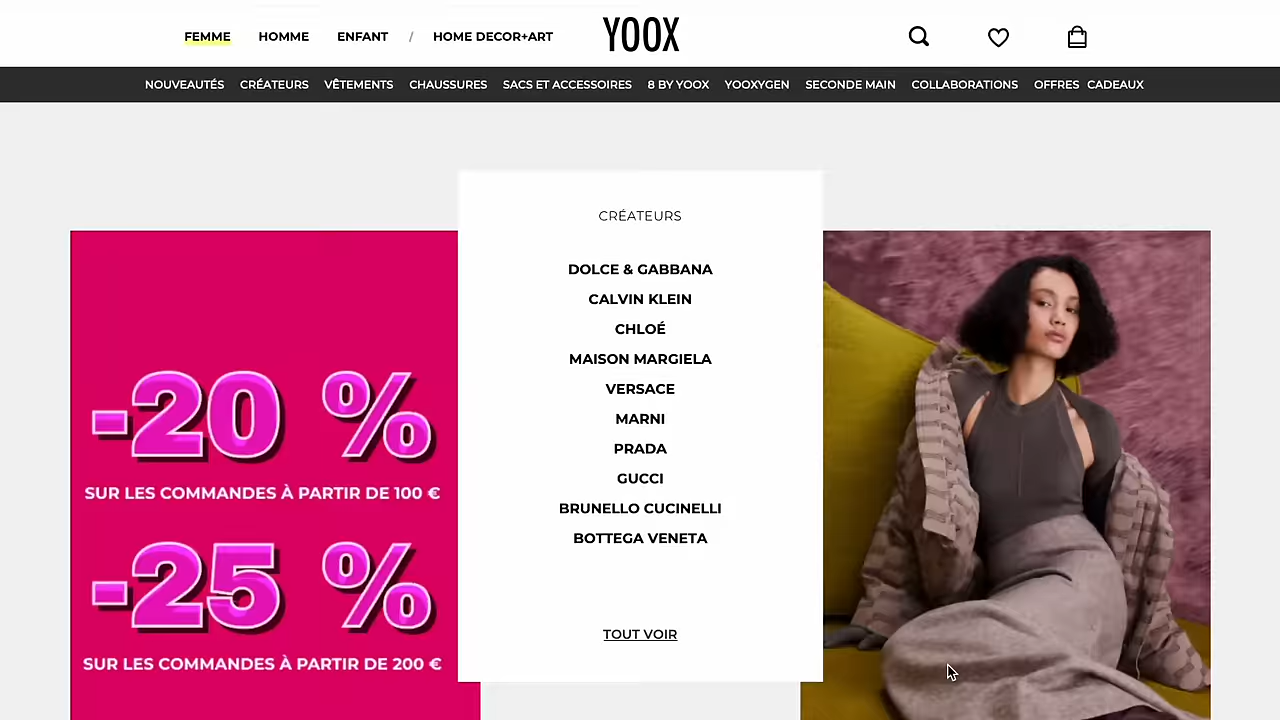 FEMME HOMME ENFANT / HOME DECOR+ART YOOX
NOUVEAUTÉS CRÉATEURS VÊTEMENTS CHAUSSURES SACS ET ACCESSOIRES 8 BY YOOX YOOXYGEN SECONDE MAIN COLLABORATIONS OFFRES CADEAUX
-20 %
SUR LES COMMANDES À PARTIR DE 100 €
-25 %
SUR LES COMMANDES À PARTIR DE 200 €
CRÉATEURS
DOLCE & GABBANA
CALVIN KLEIN
CHLOÉ
MAISON MARGIELA
VERSACE
MARNI
PRADA
GUCCI
BRUNELLO CUCINELLI
BOTTEGA VENETA
TOUT VOIR